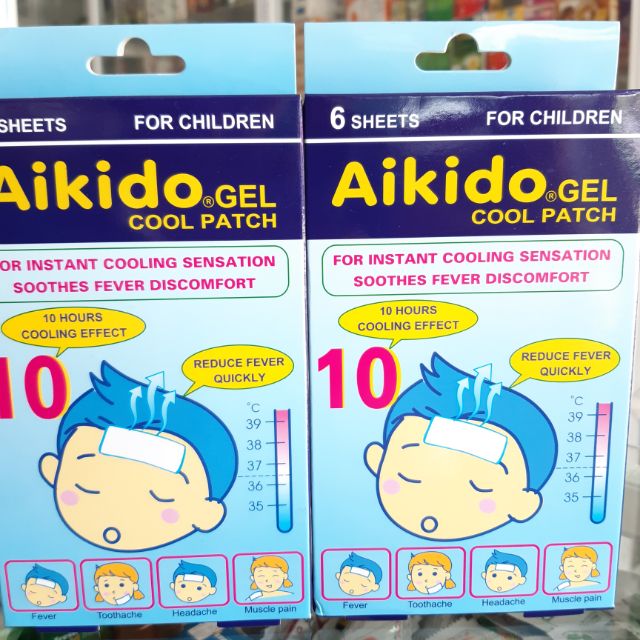 SHEETS FOR CHILDREN
Aikido® GEL
COOL PATCH
FOR INSTANT COOLING SENSATION
SOOTHES FEVER DISCOMFORT
10 HOURS
COOLING EFFECT
10
REDUCE FEVER
QUICKLY
°C
39
38
37
36
35
Fever Toothache Headache Muscle pain
6 SHEETS FOR CHILDREN
Aikido® GEL
COOL PATCH
FOR INSTANT COOLING SENSATION
SOOTHES FEVER DISCOMFORT
10 HOURS
COOLING EFFECT
10
REDUCE FEVER
QUICKLY
°C
39
38
37
36
35
Fever Toothache Headache Muscle pain